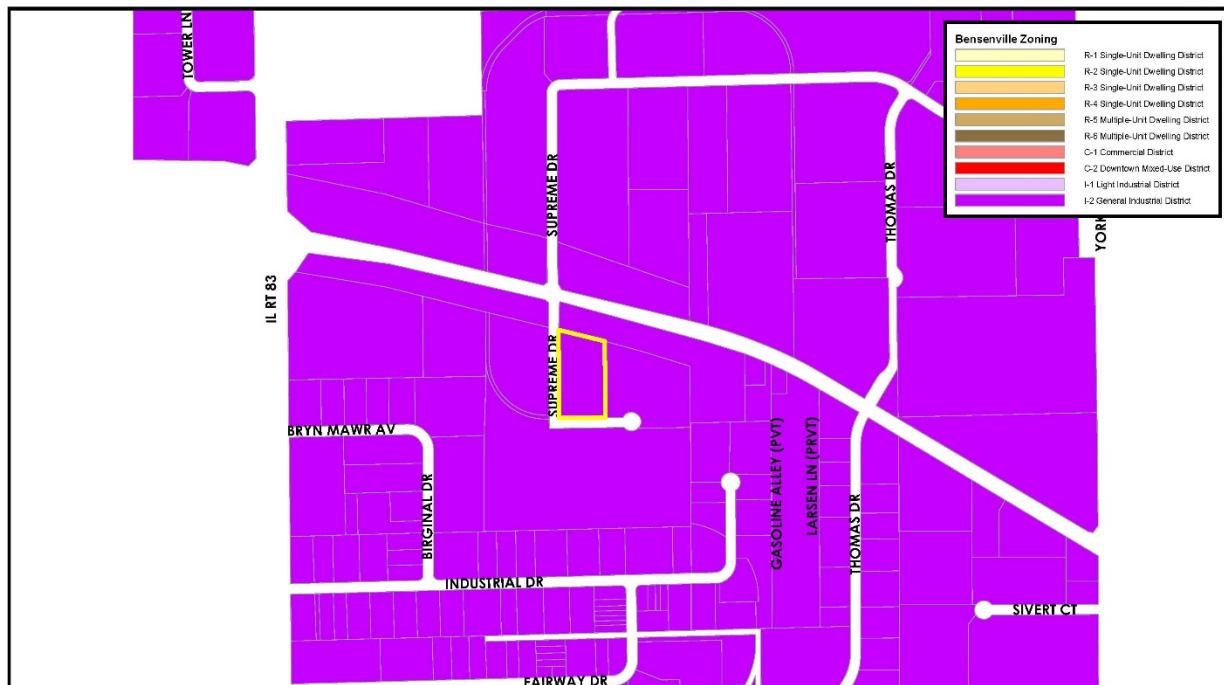 TOWER LN
Bensenville Zoning
R-1 Single-Unit Dwelling District
R-2 Single-Unit Dwelling District
R-3 Single-Unit Dwelling District
R-4 Single-Unit Dwelling District
R-5 Multiple-Unit Dwelling District
R-6 Multiple-Unit Dwelling District
C-1 Commercial District
C-2 Downtown Mixed-Use District
I-1 Light Industrial District
I-2 General Industrial District
SUPREME DR
THOMAS DR
YORK
IL RT 83
SUPREME DR
BRYN MAWR AV
GASOLINE ALLEY (PVT)
LARSEN LN (PRVT)
BIRGINAL DR
THOMAS DR
INDUSTRIAL DR
SIVERT CT
FAIRWAY DR